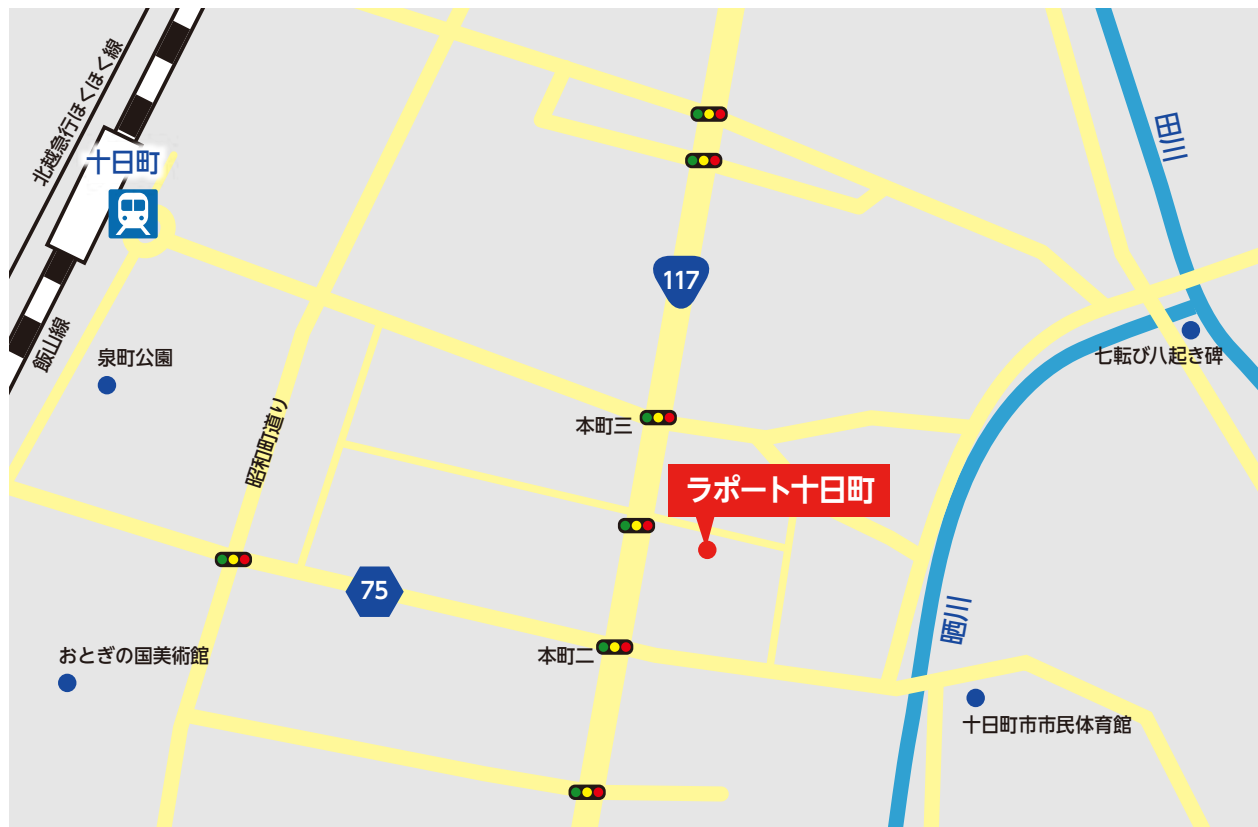 北越急行ほくほく線
十日町
田川
117
飯山線
泉町公園
七転び八起き碑
昭和町通り
本町三
ラポート十日町
75
晒川
おとぎの国美術館
本町二
十日町市市民体育館